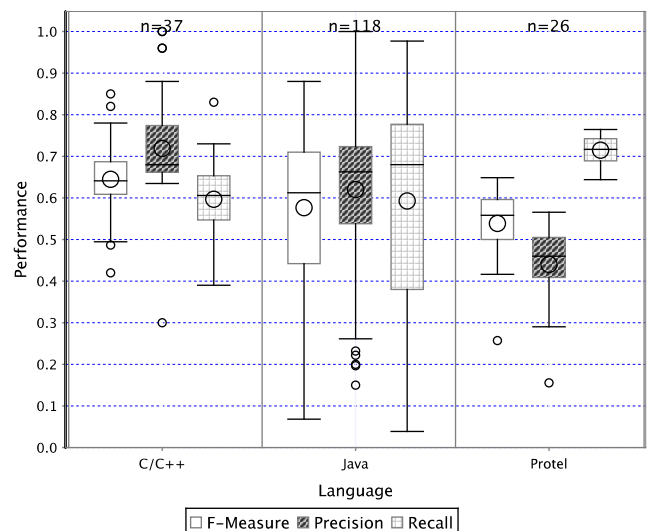 n=37 n=118 n=26
1.0
0.9
0.8
0.7
0.6
0.5
0.4
0.3
0.2
0.1
0.0
Performance
C/C++ Java Protel
Language
F-Measure Precision Recall